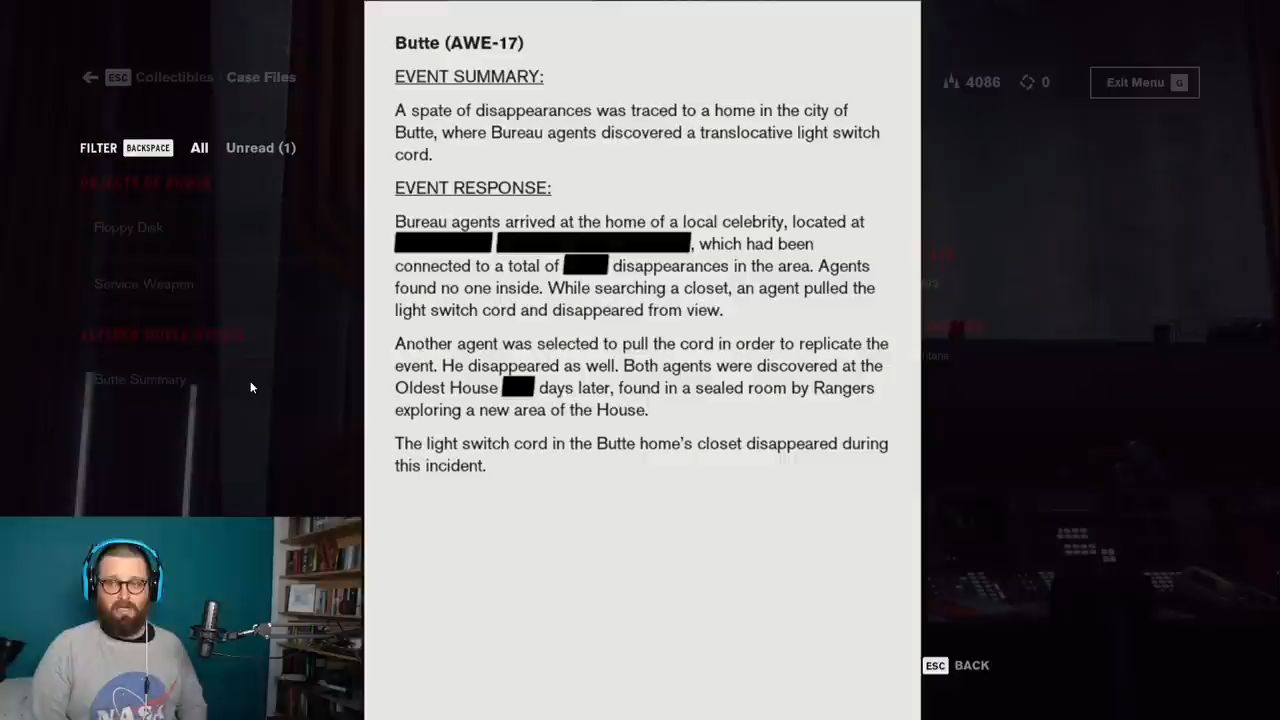 Butte (AWE-17)
EVENT SUMMARY:
A spate of disappearances was traced to a home in the city of
Butte, where Bureau agents discovered a translocative light switch
cord.
EVENT RESPONSE:
Bureau agents arrived at the home of a local celebrity, located at
, which had been
connected to a total of disappearances in the area. Agents
found no one inside. While searching a closet, an agent pulled the
light switch cord and disappeared from view.
Another agent was selected to pull the cord in order to replicate the
event. He disappeared as well. Both agents were discovered at the
Oldest House days later, found in a sealed room by Rangers
exploring a new area of the House.
The light switch cord in the Butte home's closet disappeared during
this incident.
ESC Collectibles Case Files
FILTER BACKSPACE All Unread (1)
OBJECTS OF POWER
Floppy Disk
Service Weapon
Butte Summary
4086 0
Exit Menu G
ESC BACK
NASA